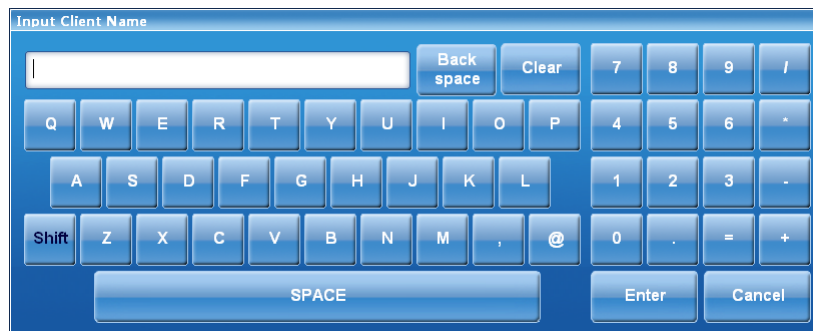 Input Client Name
Back space Clear 7 8 9 /
Q W E R T Y U I O P 4 5 6 *
A S D F G H J K L 1 2 3 -
Shift Z X C V B N M , @ 0 . = +
SPACE Enter Cancel